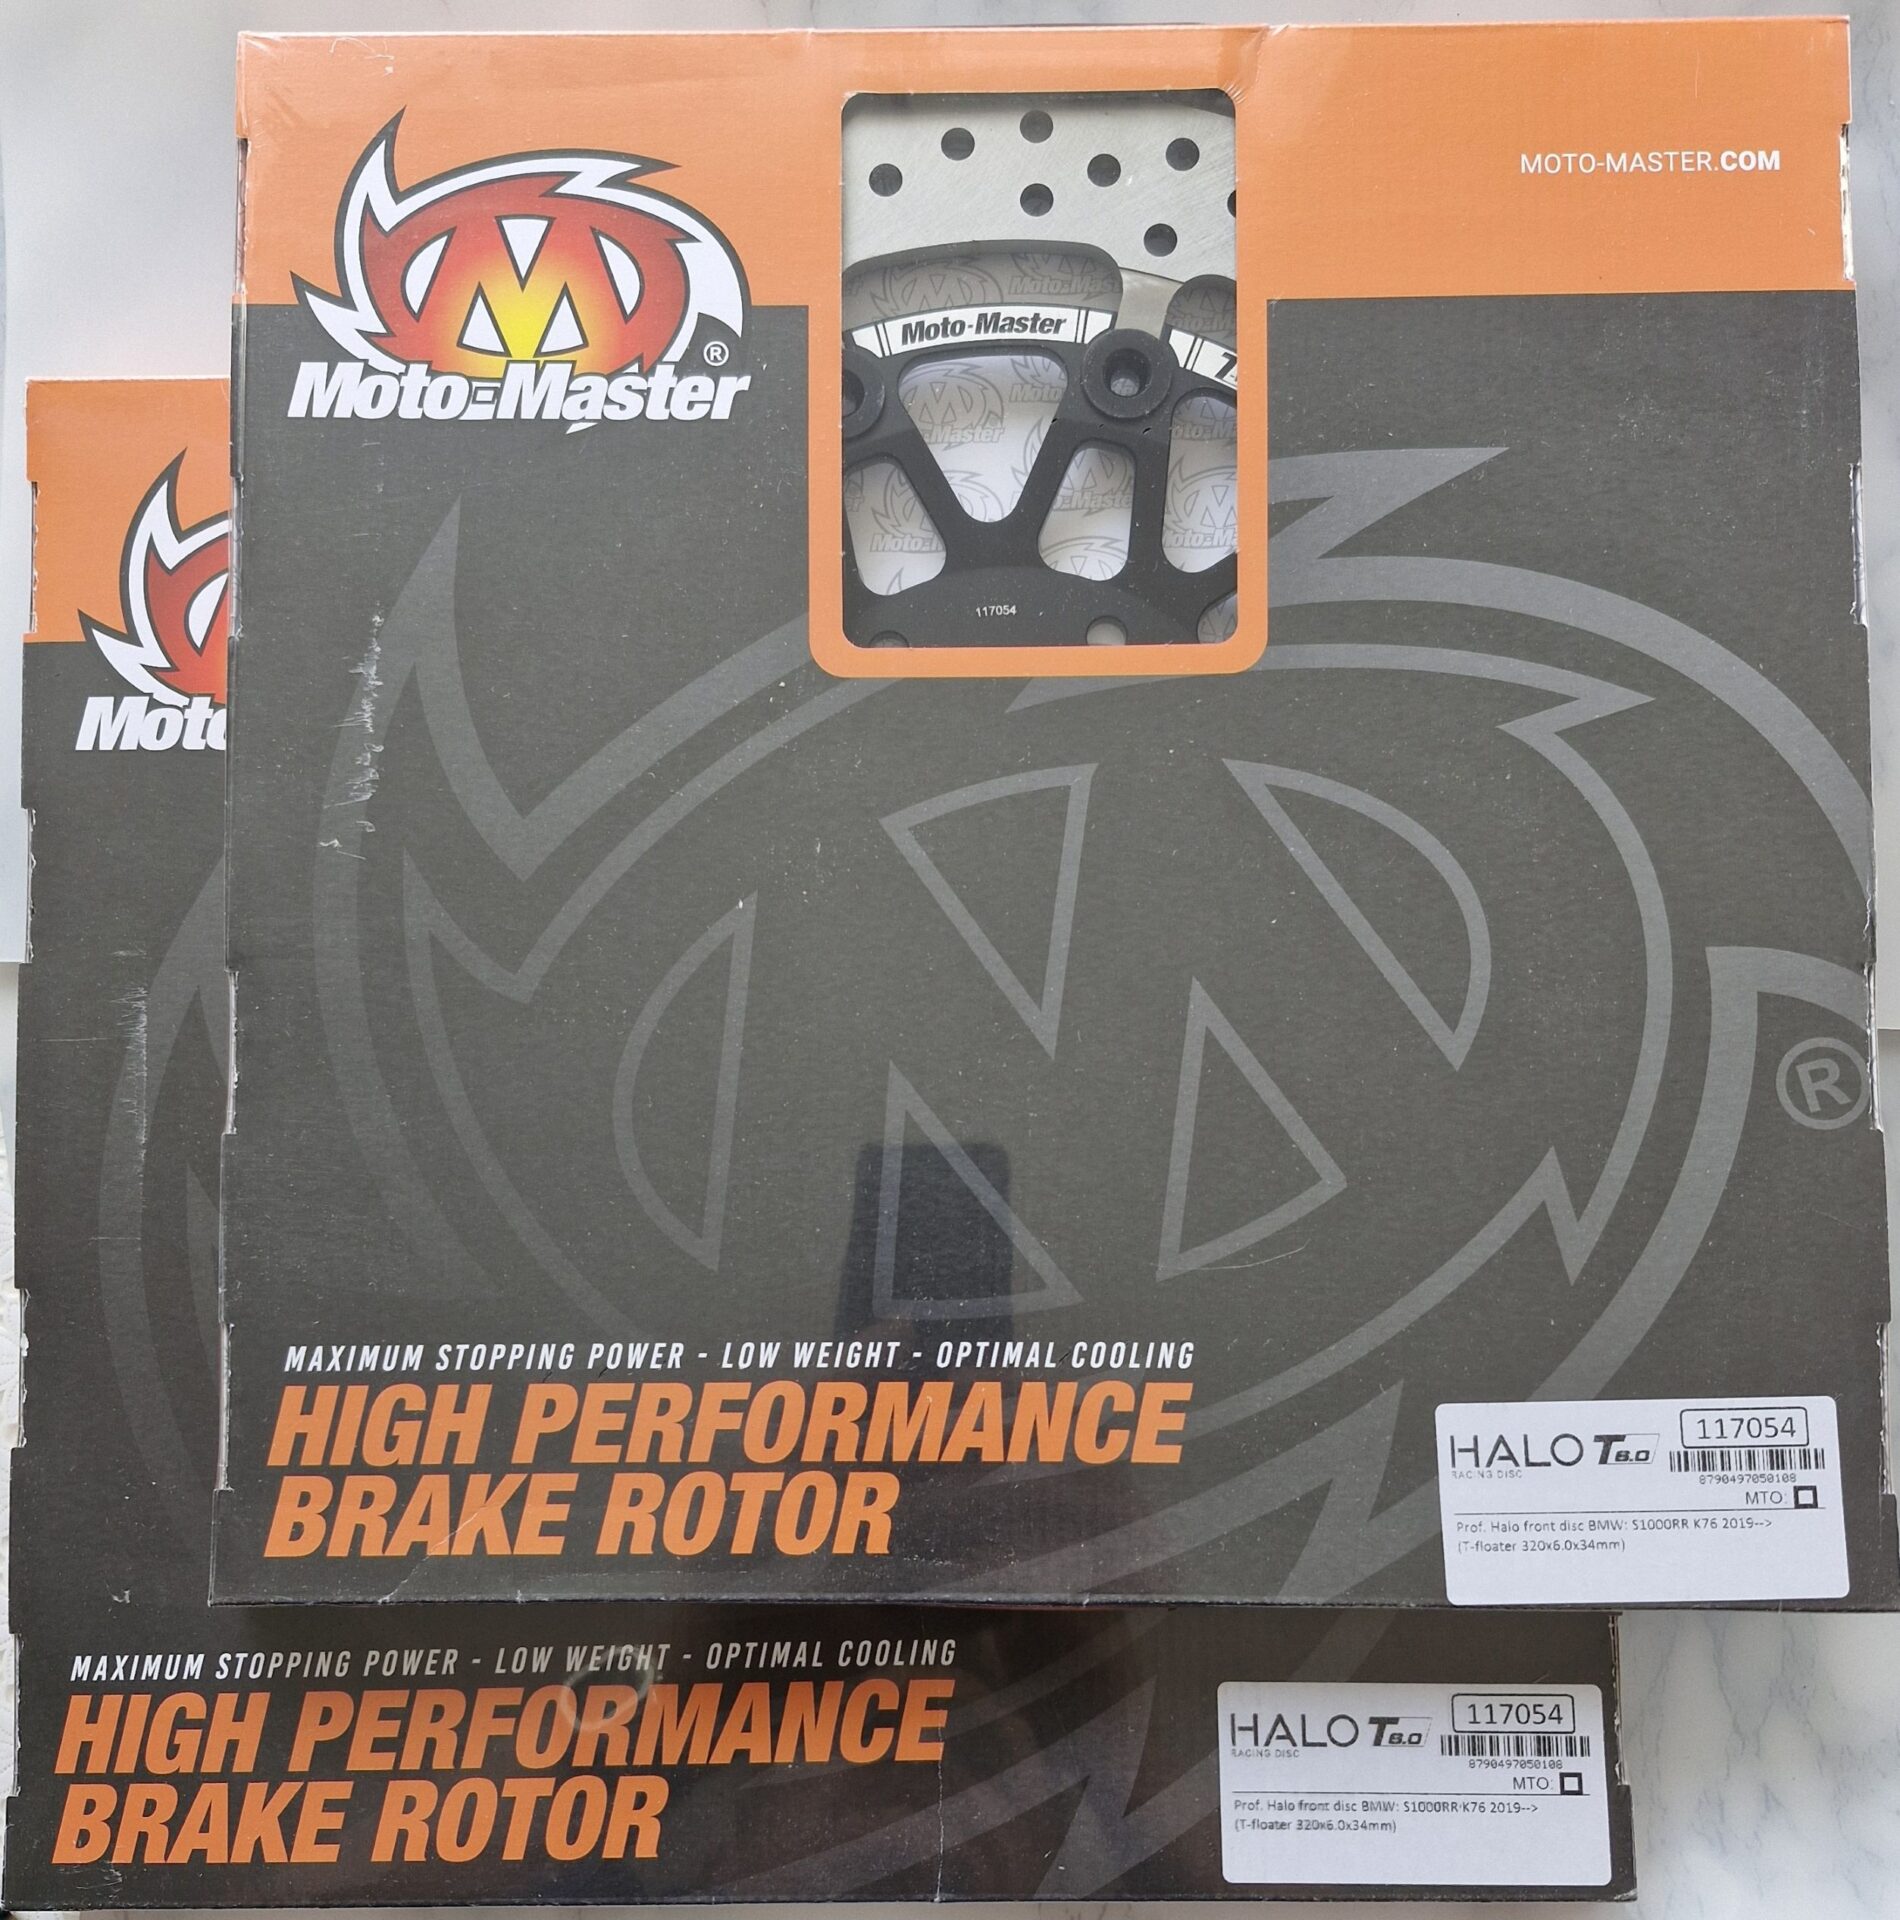 MOTO-MASTER.COM
Moto-Master®
Moto-Master
117054
MAXIMUM STOPPING POWER - LOW WEIGHT - OPTIMAL COOLING
HIGH PERFORMANCE
BRAKE ROTOR
HALO T6.0
RACING DISC
117054
8790497050108
MTO:
Prof. Halo front disc BMW: S1000RR K76 2019-->
(T-floater 320x6.0x34mm)
®
Moto
MAXIMUM STOPPING POWER - LOW WEIGHT - OPTIMAL COOLING
HIGH PERFORMANCE
BRAKE ROTOR
HALO T6.0
RACING DISC
117054
8790497050108
MTO:
Prof. Halo front disc BMW: S1000RR K76 2019-->
(T-floater 320x6.0x34mm)